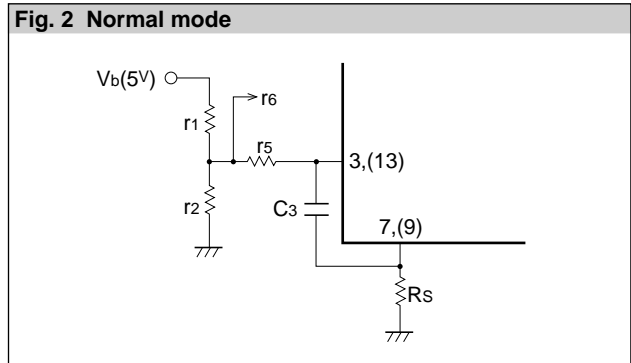 Fig. 2 Normal mode
Vb(5V)
r6
r1
r5
3,(13)
r2
C3
7,(9)
RS